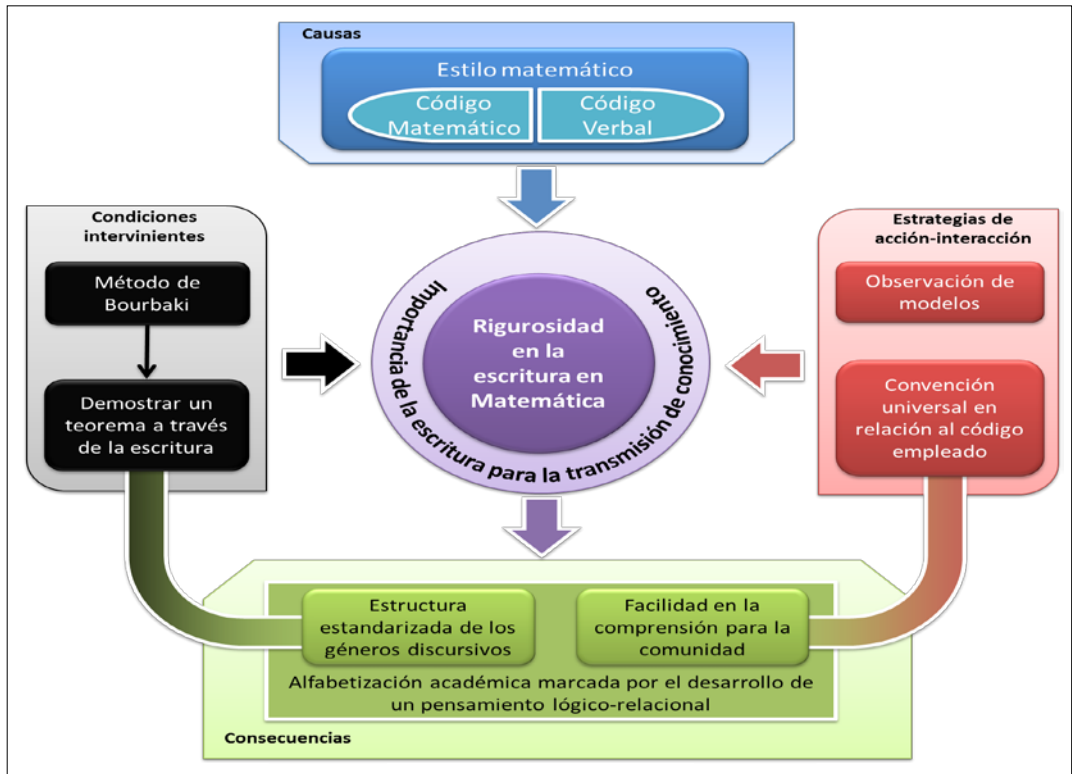 Causas
Estilo matemático
Código
Matemático
Código
Verbal
Condiciones
intervinientes
Método de
Bourbaki
Demostrar un
teorema a través
de la escritura
Importancia de la escritura para la transmisión de conocimiento
Rigurosidad
en la
escritura en
Matemática
Estrategias de
acción-interacción
Observación de
modelos
Convención
universal en
relación al código
empleado
Estructura
estandarizada de los
géneros discursivos
Facilidad en la
comprensión para la
comunidad
Alfabetización académica marcada por el desarrollo de
un pensamiento lógico-relacional
Consecuencias